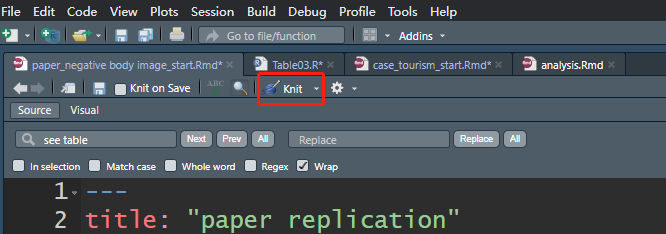 File Edit Code View Plots Session Build Debug Profile Tools Help
Go to file/function Addins
paper_negative body image_start.Rmd* Table03.R* case_tourism_start.Rmd* analysis.Rmd
Knit on Save ABC Knit
Source Visual
see table Next Prev All Replace Replace All
In selection Match case Whole word Regex Wrap
1 ---
2 title: "paper replication"